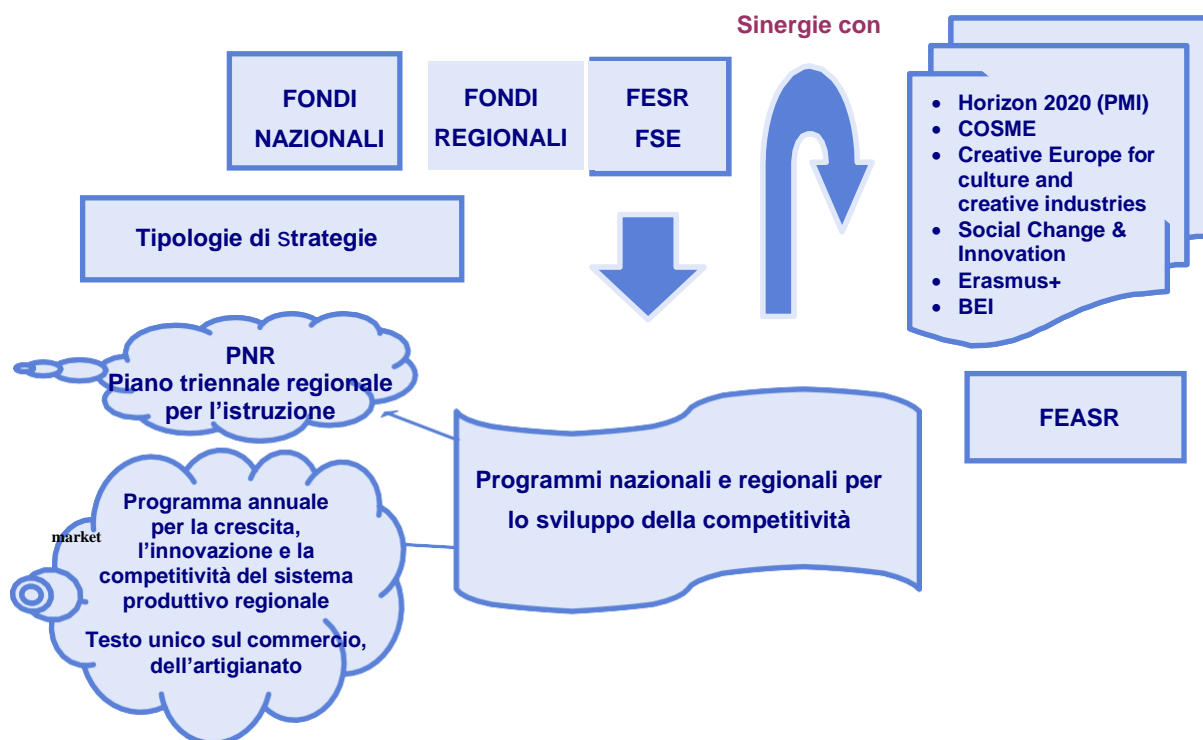 Sinergie con
FONDI
NAZIONALI
FONDI
REGIONALI
FESR
FSE
• Horizon 2020 (PMI)
• COSME
• Creative Europe for
culture and
creative industries
• Social Change &
Innovation
• Erasmus+
• BEI
Tipologie di strategie
PNR
Piano triennale regionale
per l’istruzione
FEASR
Programmi nazionali e regionali per
lo sviluppo della competitività
Programma annuale
per la crescita,
market
l’innovazione e la
competitività del sistema
produttivo regionale
Testo unico sul commercio,
dell’artigianato